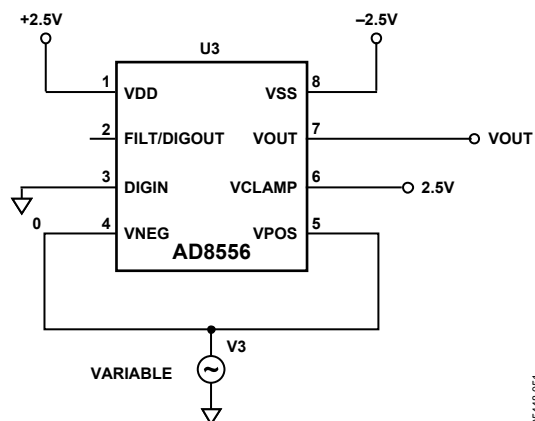 +2.5V
–2.5V
U3
1
8
VDD
VSS
2
7
FILT/DIGOUT
VOUT
VOUT
3
6
DIGIN
VCLAMP
2.5V
0
4
5
VNEG
VPOS
AD8556
V3
VARIABLE